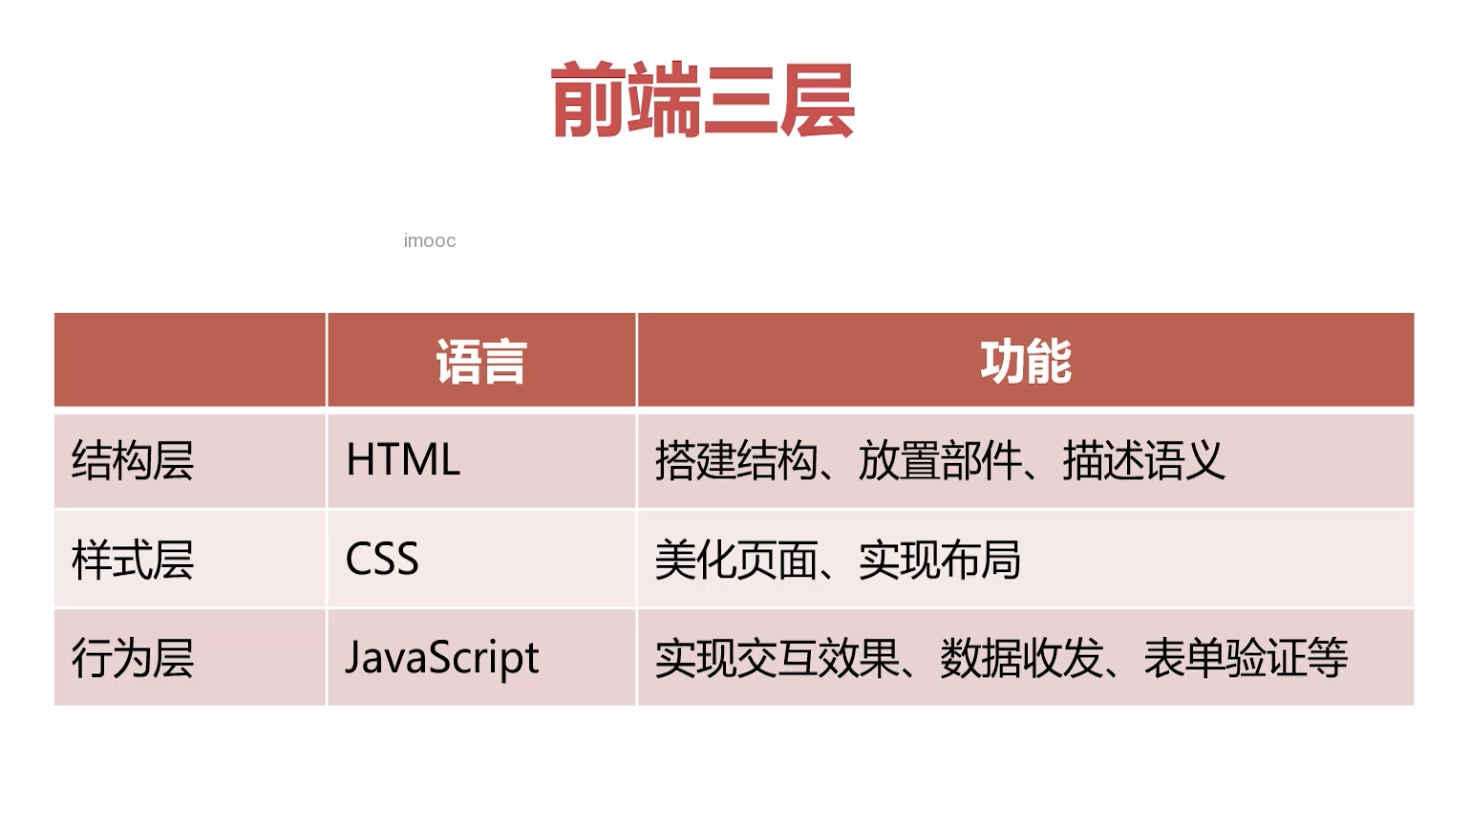 前端三层
imooc
语言 功能
结构层 HTML 搭建结构、放置部件、描述语义
样式层 CSS 美化页面、实现布局
行为层 JavaScript 实现交互效果、数据收发、表单验证等